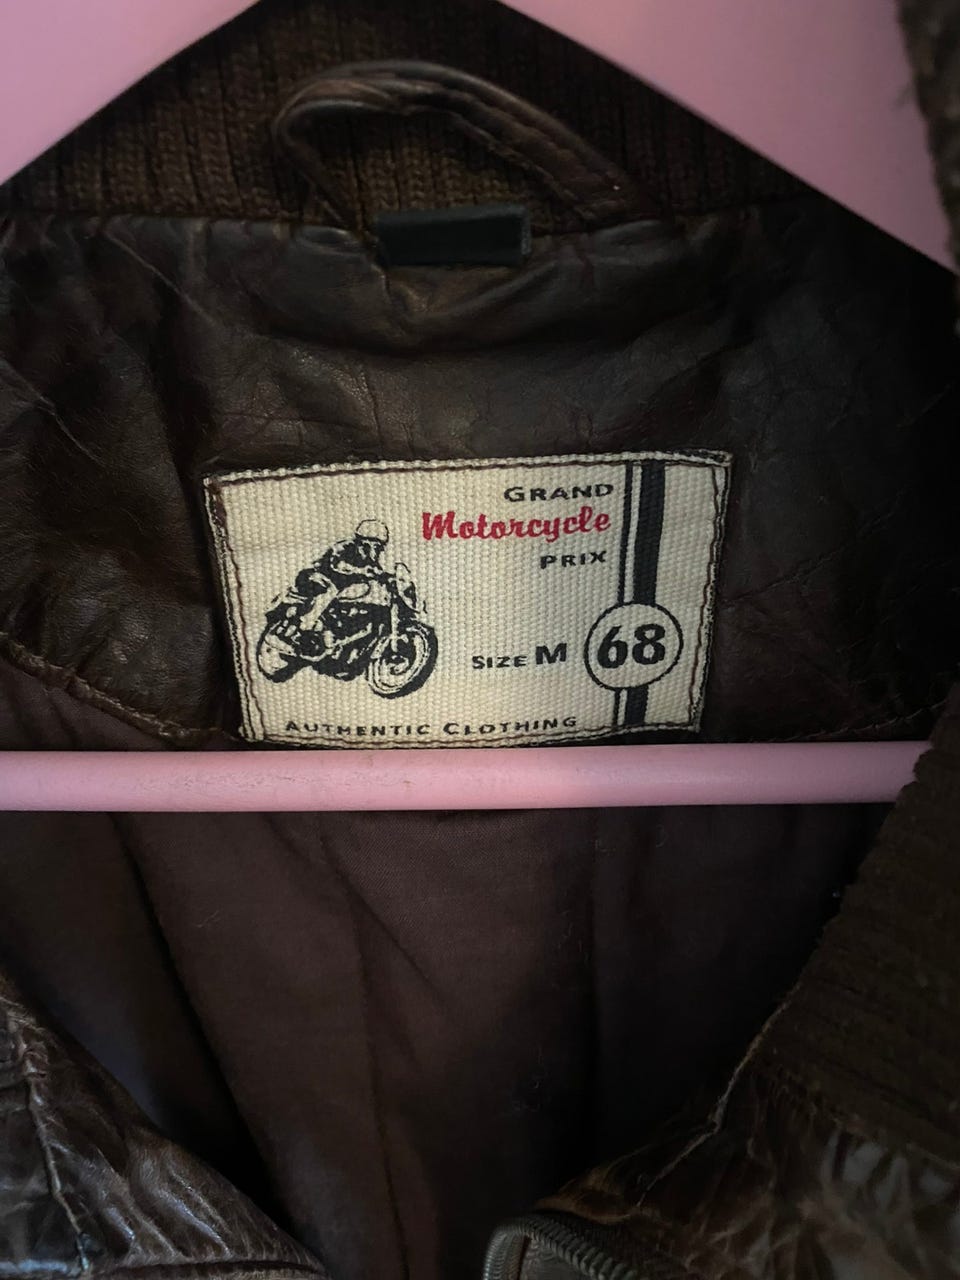 GRAND
Motorcycle
PRIX
SIZE M
68
AUTHENTIC CLOTHING